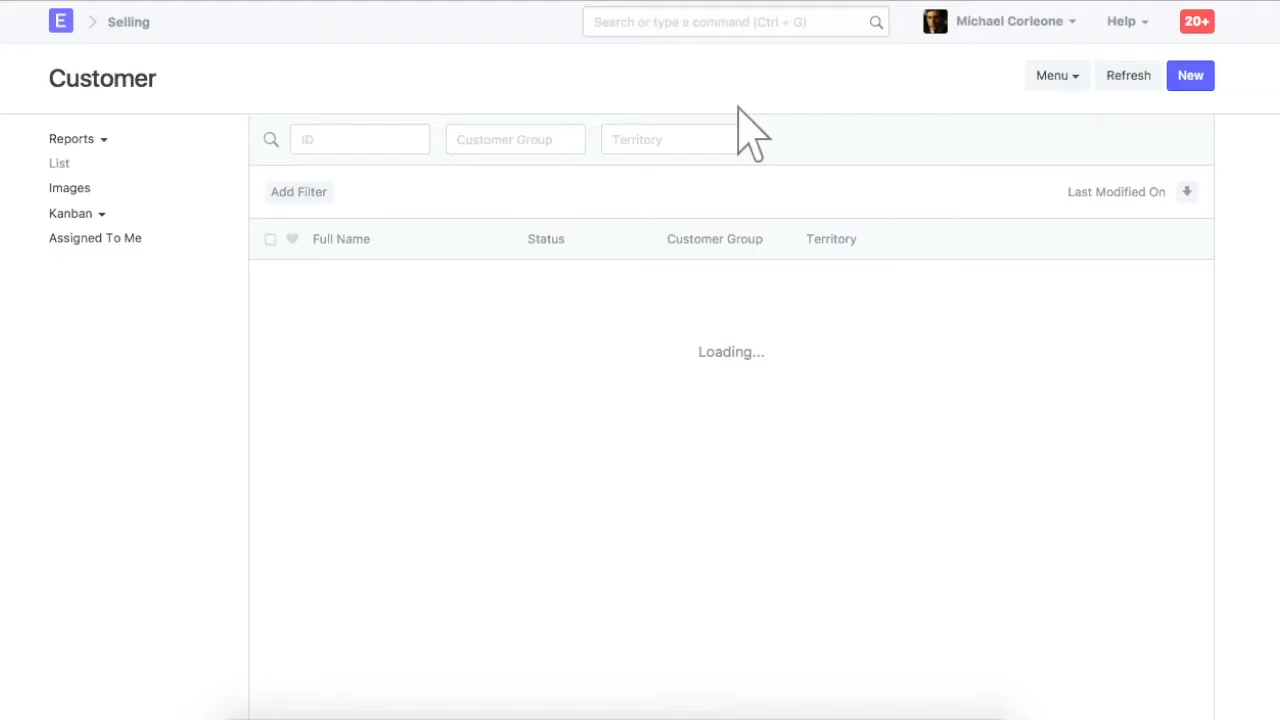 E Selling Search or type a command (Ctrl + G) Michael Corleone Help 20+
Customer Menu Refresh New
Reports
List
Images
Kanban
Assigned To Me
ID Customer Group Territory
Add Filter Last Modified On
Full Name Status Customer Group Territory
Loading...